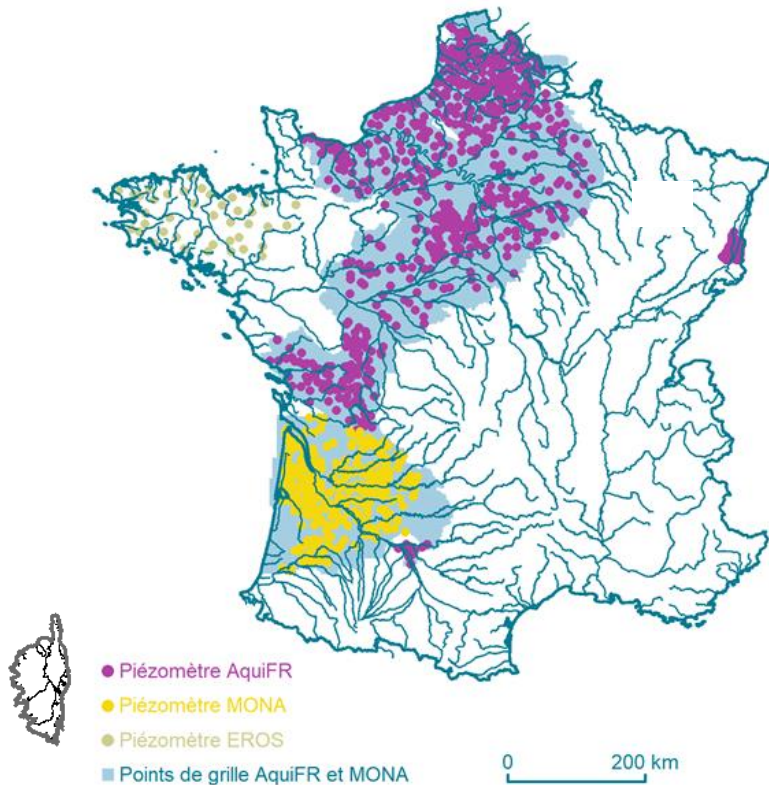 Piézomètre AquiFR
Piézomètre MONA
Piézomètre EROS
Points de grille AquiFR et MONA
0 200 km